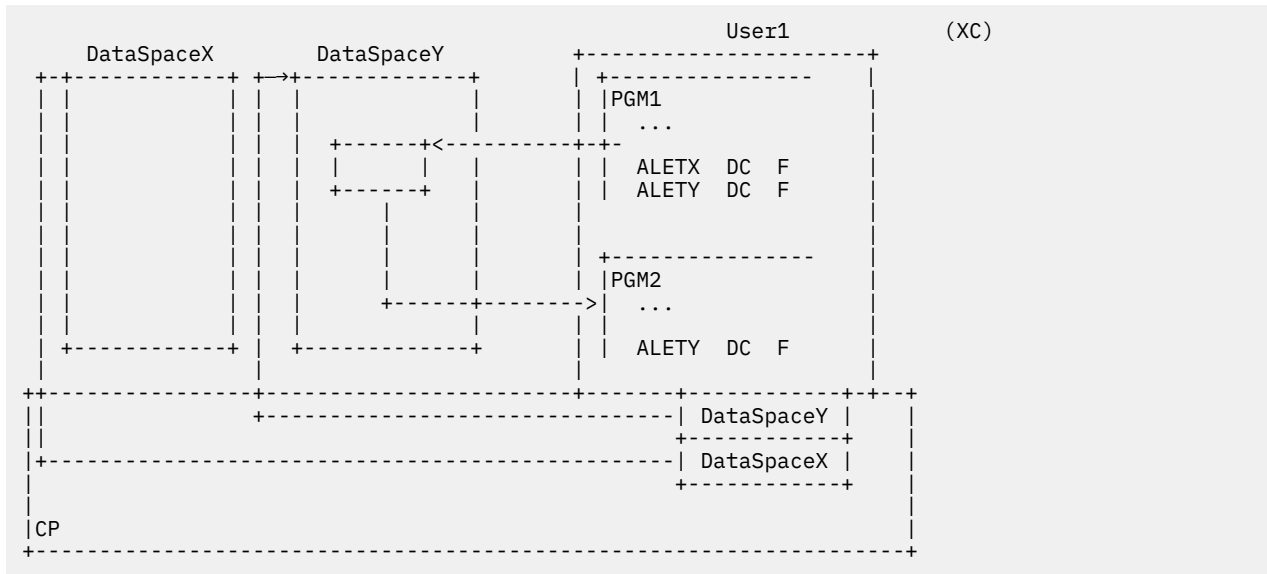 User1 (XC)
DataSpaceX DataSpaceY
PGM1
...
ALETX DC F
ALETY DC F
PGM2
...
ALETY DC F
DataSpaceY
DataSpaceX
CP